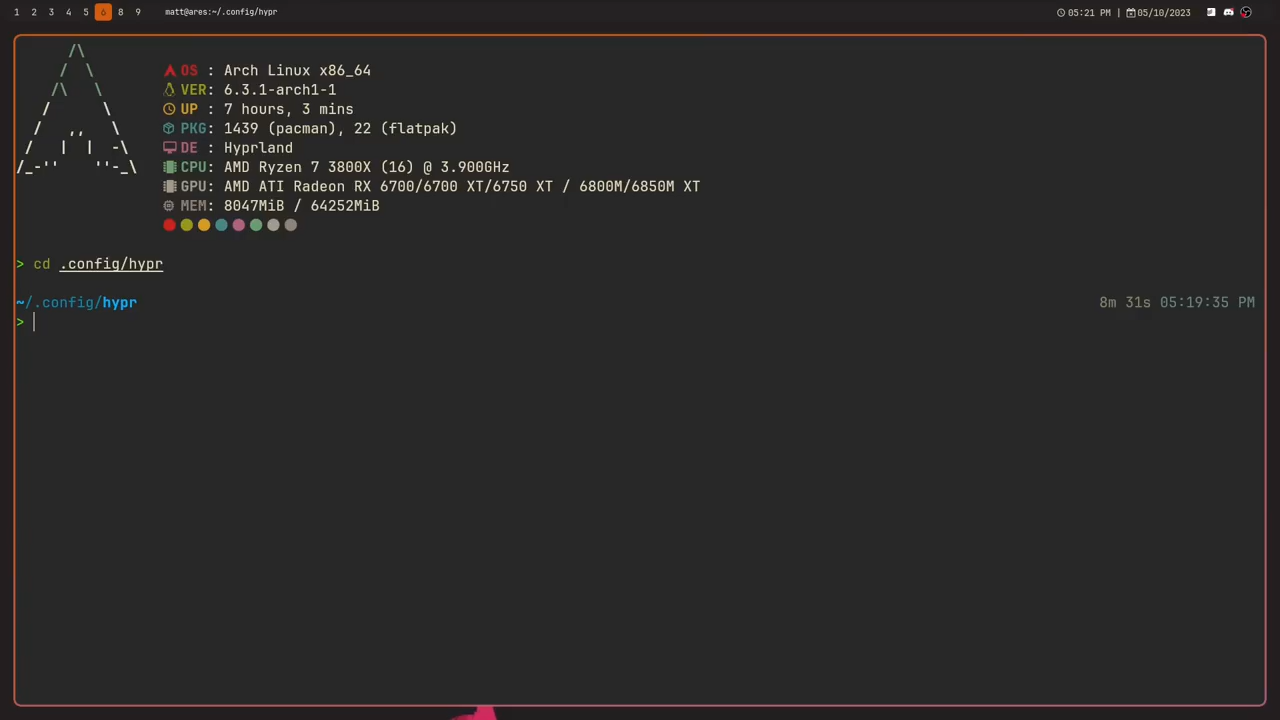 1 2 3 4 5 6 8 9 matt@ares:~/.config/hypr 05:21 PM | 05/10/2023
OS : Arch Linux x86_64
VER: 6.3.1-arch1-1
UP : 7 hours, 3 mins
PKG: 1439 (pacman), 22 (flatpak)
DE : Hyprland
CPU: AMD Ryzen 7 3800X (16) @ 3.900GHz
GPU: AMD ATI Radeon RX 6700/6700 XT/6750 XT / 6800M/6850M XT
MEM: 8047MiB / 64252MiB
> cd .config/hypr
~/.config/hypr 8m 31s 05:19:35 PM
>